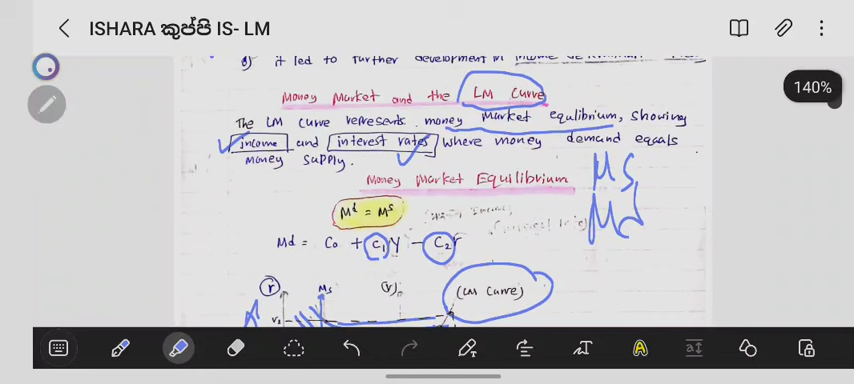 ISHARA කුප්පි IS- LM
140%
it led to further development in income
Money Market and the LM Curve
The LM curve represents money market equlibrium, showing
income and interest rates where money demand equals
money supply.
Money Market Equilibrium
MS
Md
Md = Ms
Md = C0 + C1Y - C2r
(r) Ms (r) (LM Curve)